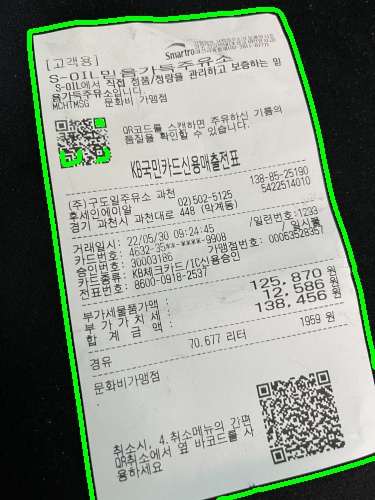 [고객용]
Smartro
S-OIL믿음가득주유소
S-OIL에서 직접 정품/정량을 관리하고 보증하는 믿
음가득주유소입니다.
MCHTMSG 문화비 가맹점
QR코드를 스캔하면 주유하신 기름의
품질을 확인할 수 있습니다.
KB국민카드신용매출전표
(주)구도일주유소 과천 138-85-25190
후세인에이알 02)502-5125 5422514010
경기 과천시 과천대로 448 (막계동)
거래일시: 22/05/30 09:24:45 /일련번호:1233
카드번호: 4632-35**-****-9908 /일시불
승인번호: 30003186 가맹점번호: 00063528357
카드종류: KB체크카드/IC신용승인
전표번호: 8600-0918-2537
부가세물품가액: 125,870 원
부 가 가 치 세: 12,586 원
합 계 금 액: 138,456 원
경유 70.677 리터 1959 원
문화비가맹점
취소시, 4.취소메뉴의 간편
QR취소에서 옆 바코드를 사
용하세요